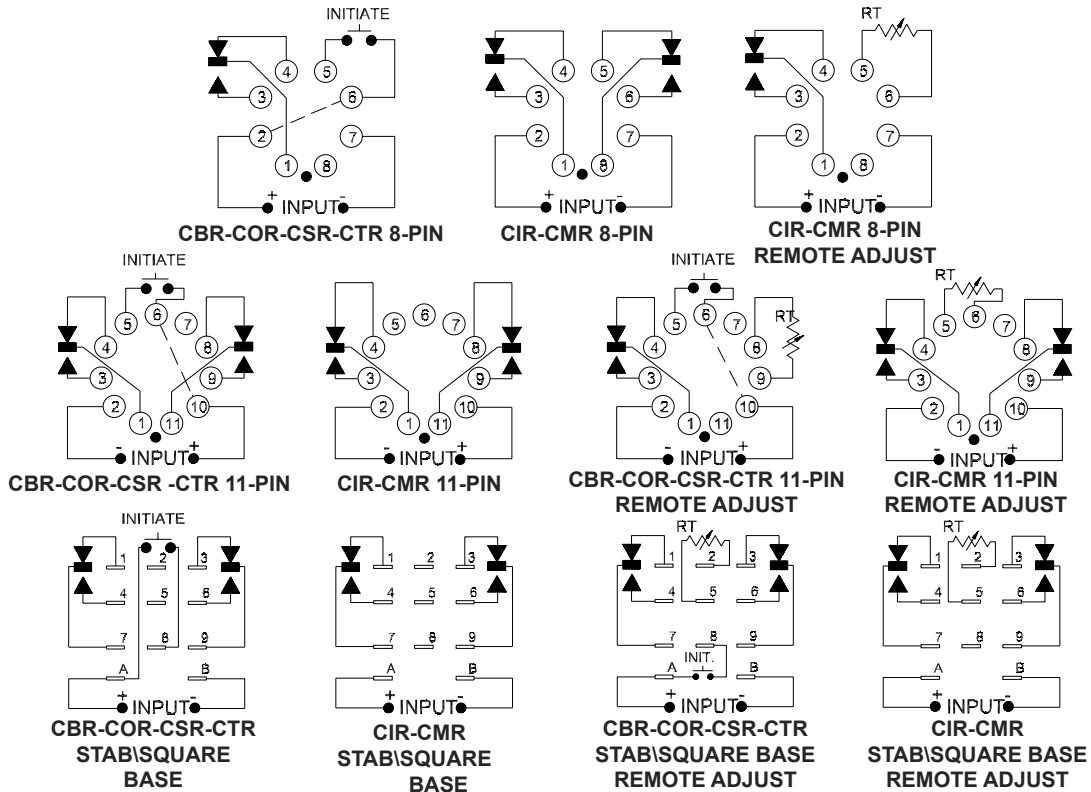 INITIATE
4 5
3 6
2 7
1 8
+ INPUT -
CBR-COR-CSR-CTR 8-PIN
4 5
3 6
2 7
1 8
+ INPUT -
CIR-CMR 8-PIN
RT
4 5
3 6
2 7
1 8
+ INPUT -
CIR-CMR 8-PIN
REMOTE ADJUST
INITIATE
5 6 7
4 8
3 9
2 10
1 11
- INPUT +
CBR-COR-CSR -CTR 11-PIN
5 6 7
4 8
3 9
2 10
1 11
- INPUT +
CIR-CMR 11-PIN
INITIATE
RT
5 6 7
4 8
3 9
2 10
1 11
- INPUT +
CBR-COR-CSR-CTR 11-PIN
REMOTE ADJUST
RT
5 6 7
4 8
3 9
2 10
1 11
- INPUT +
CIR-CMR 11-PIN
REMOTE ADJUST
INITIATE
1 2 3
4 5 6
7 8 9
A B
+ INPUT -
CBR-COR-CSR-CTR
STAB\SQUARE
BASE
1 2 3
4 5 6
7 8 9
A B
+ INPUT -
CIR-CMR
STAB\SQUARE
BASE
RT
1 2 3
4 5 6
7 8 9
A INIT. B
+ INPUT -
CBR-COR-CSR-CTR
STAB\SQUARE BASE
REMOTE ADJUST
RT
1 2 3
4 5 6
7 8 9
A B
+ INPUT -
CIR-CMR
STAB\SQUARE BASE
REMOTE ADJUST